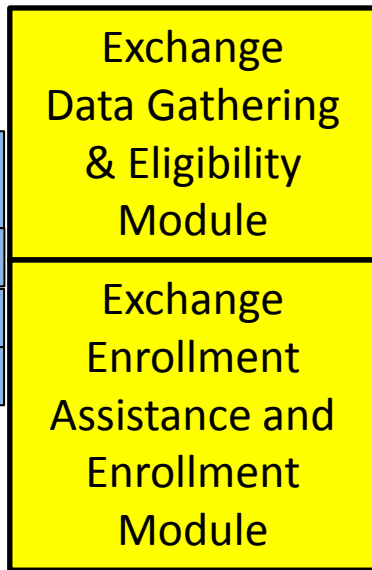 Exchange
Data Gathering
& Eligibility
Module
Exchange
Enrollment
Assistance and
Enrollment
Module